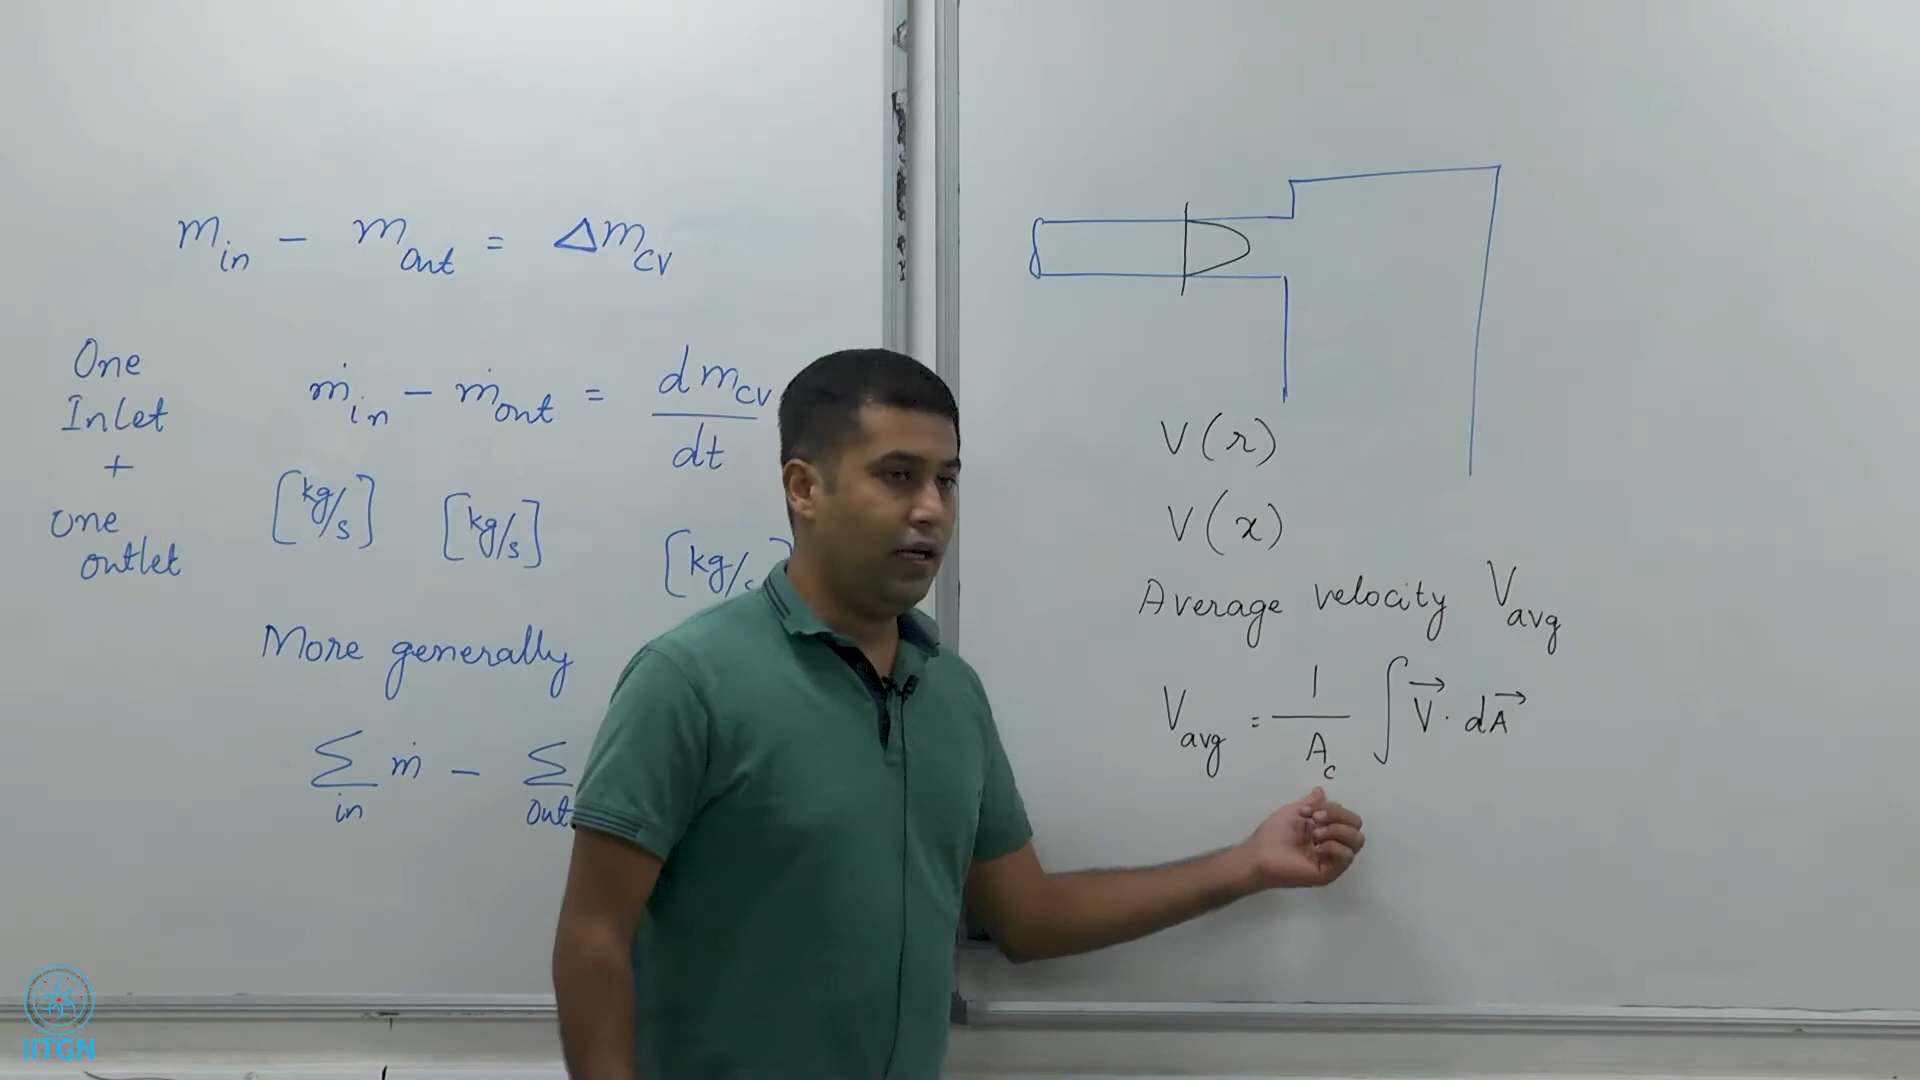 m_in - m_out = Δm_cv
One
Inlet
+
One
outlet
ṁ_in - ṁ_out = dm_cv/dt
[kg/s] [kg/s] [kg/s
More generally
∑_in ṁ - ∑_out
V(r)
V(x)
Average velocity V_avg
V_avg = 1/A_c ∫ V⃗ · dA⃗
IITGN